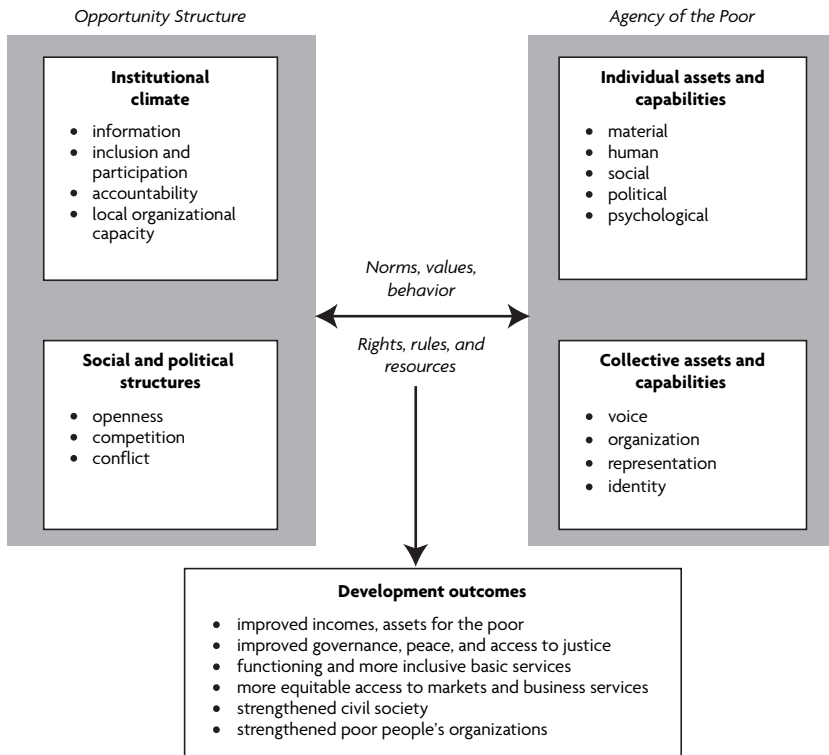 Opportunity Structure
Institutional
climate
• information
• inclusion and
participation
• accountability
• local organizational
capacity
Social and political
structures
• openness
• competition
• conflict
Norms, values,
behavior
Rights, rules, and
resources
Agency of the Poor
Individual assets and
capabilities
• material
• human
• social
• political
• psychological
Collective assets and
capabilities
• voice
• organization
• representation
• identity
Development outcomes
• improved incomes, assets for the poor
• improved governance, peace, and access to justice
• functioning and more inclusive basic services
• more equitable access to markets and business services
• strengthened civil society
• strengthened poor people’s organizations